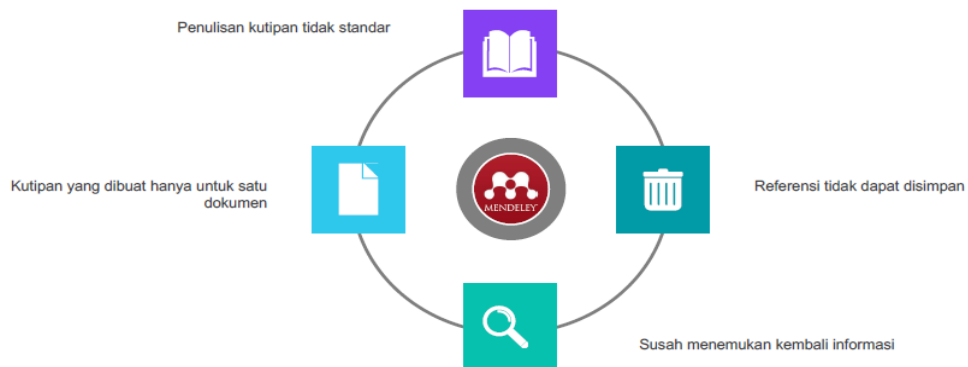 Penulisan kutipan tidak standar
Kutipan yang dibuat hanya untuk satu
dokumen
MENDELEY
Referensi tidak dapat disimpan
Susah menemukan kembali informasi